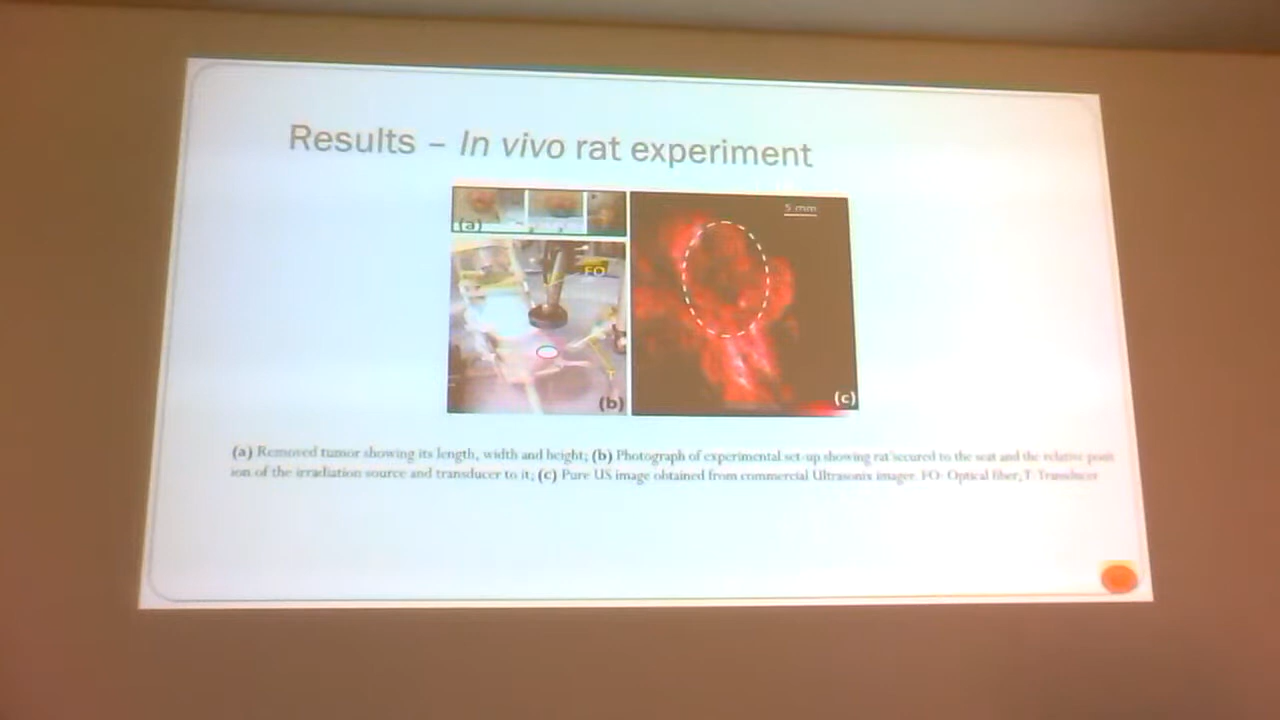 Results – In vivo rat experiment
(a)
5 mm
FO
T
(b)
(c)
(a) Removed tumor showing its length, width and height; (b) Photograph of experimental set-up showing rat secured to the seat and the relative posit
ion of the irradiation source and transducer to it; (c) Pure US image obtained from commercial Ultrasonix imager. FO- Optical fiber, T- Transducer